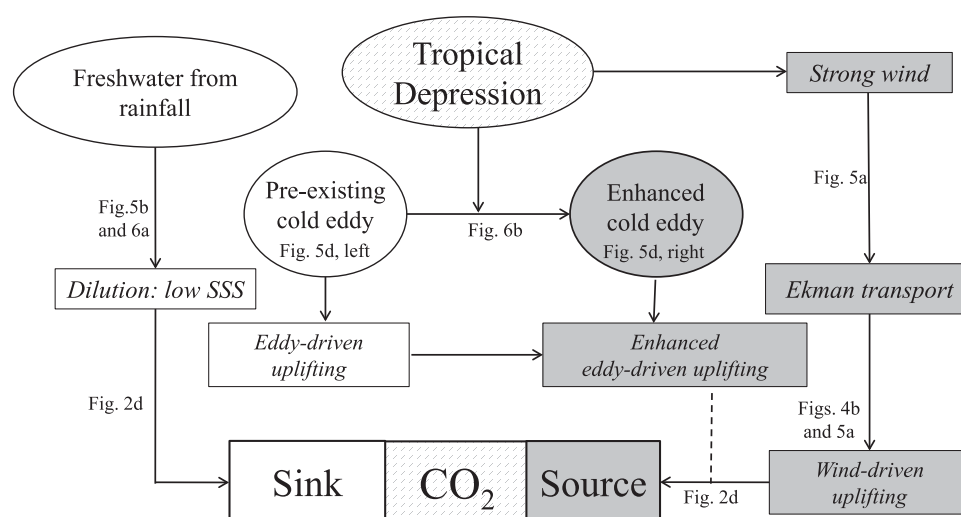 Tropical
Depression
Freshwater from
rainfall
Strong wind
Fig. 5a
Pre-existing
cold eddy
Fig. 5d, left
Enhanced
cold eddy
Fig. 5d, right
Fig.5b
and 6a
Fig. 6b
Dilution: low SSS
Ekman transport
Eddy-driven
uplifting
Enhanced
eddy-driven uplifting
Fig. 2d
Figs. 4b
and 5a
Sink
CO₂
Source
Fig. 2d
Wind-driven
uplifting